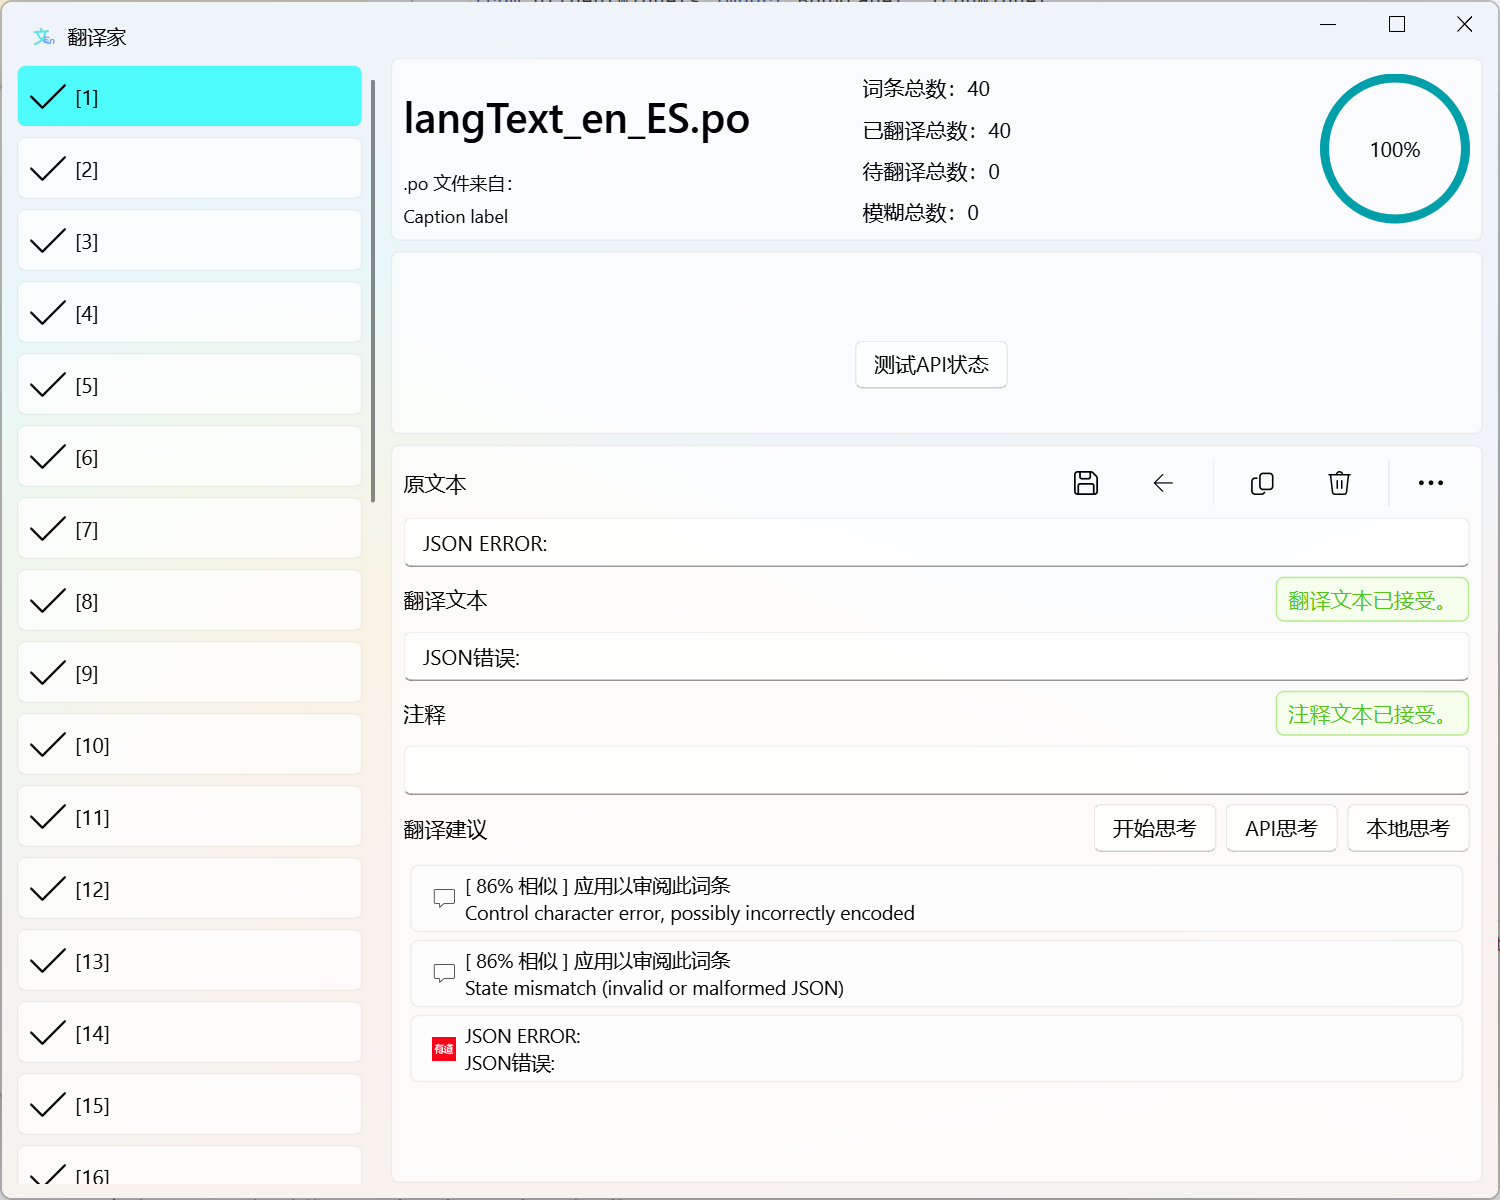 翻译家
[1]
[2]
[3]
[4]
[5]
[6]
[7]
[8]
[9]
[10]
[11]
[12]
[13]
[14]
[15]
[16]
langText_en_ES.po
.po 文件来自：
Caption label
词条总数：40
已翻译总数：40
待翻译总数：0
模糊总数：0
100%
测试API状态
原文本
JSON ERROR:
翻译文本
翻译文本已接受。
JSON错误:
注释
注释文本已接受。
翻译建议
开始思考
API思考
本地思考
[ 86% 相似 ] 应用以审阅此词条
Control character error, possibly incorrectly encoded
[ 86% 相似 ] 应用以审阅此词条
State mismatch (invalid or malformed JSON)
有道
JSON ERROR:
JSON错误: